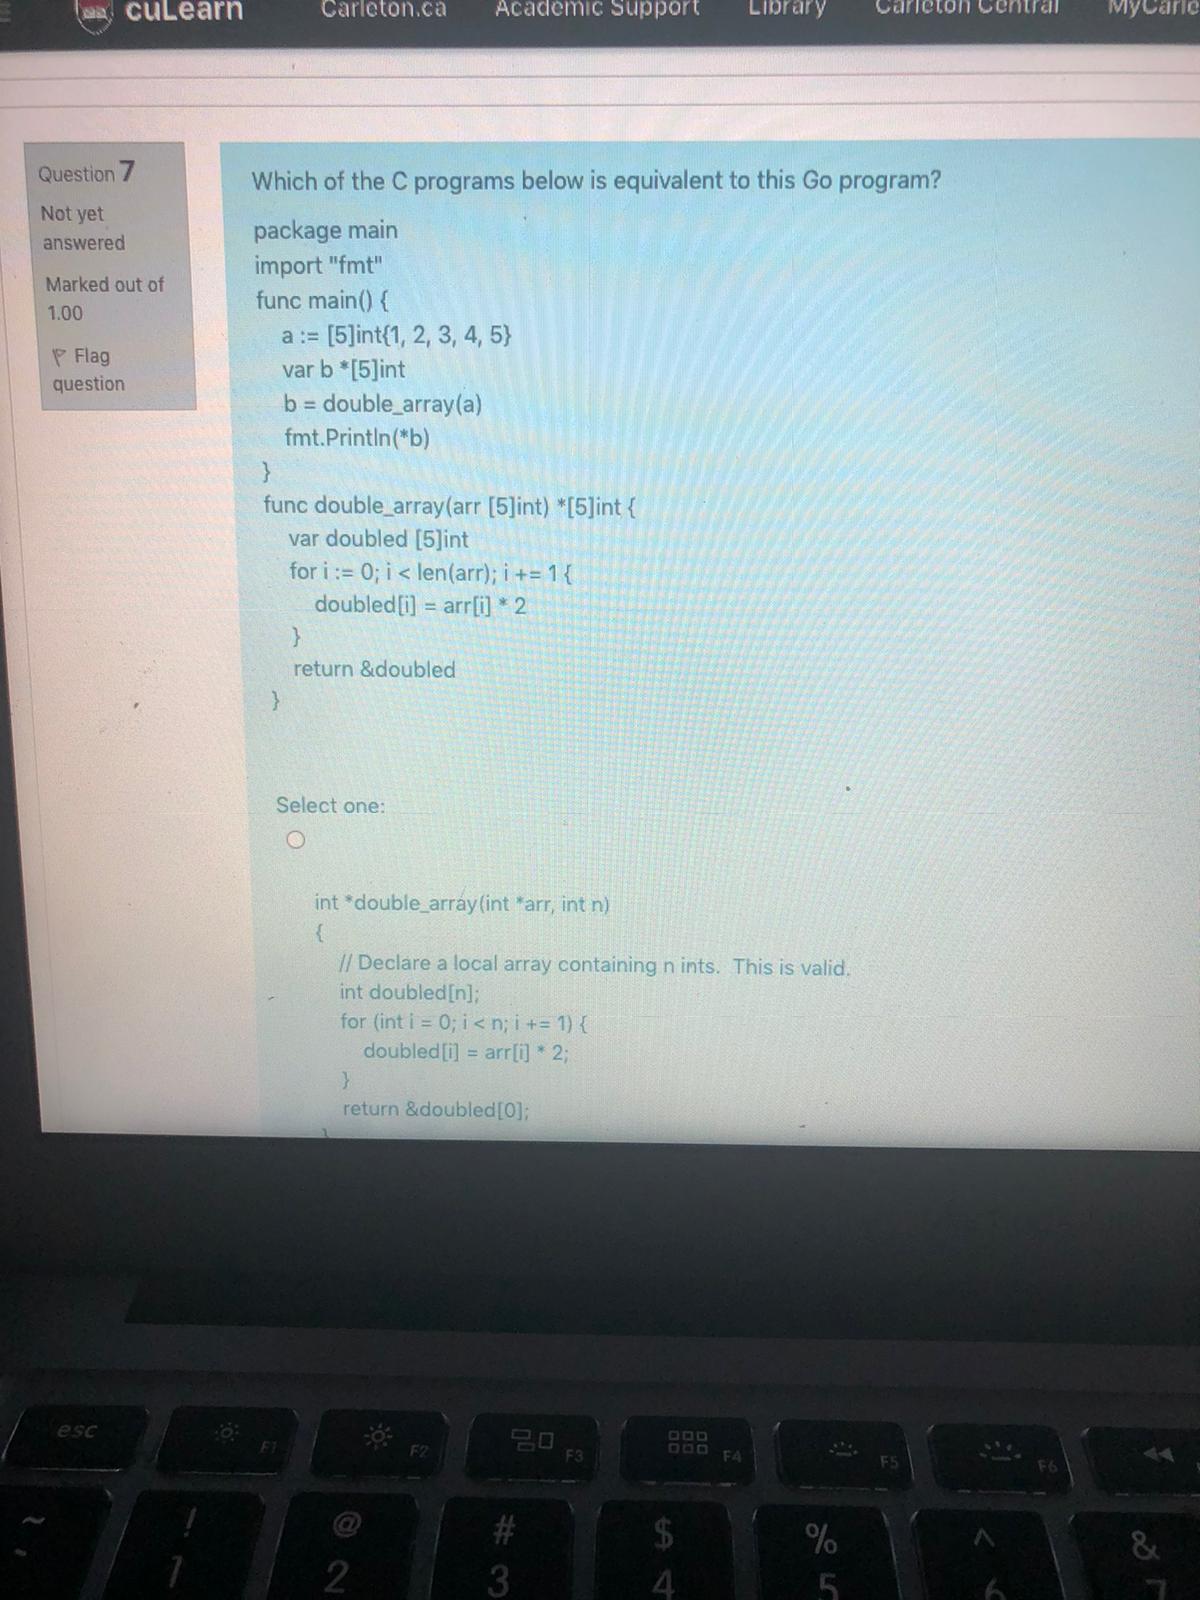 cuLearn Carleton.ca Academic Support Library Carleton Central
Question 7
Not yet
answered
Marked out of
1.00
Flag
question
Which of the C programs below is equivalent to this Go program?
package main
import "fmt"
func main() {
a := [5]int{1, 2, 3, 4, 5}
var b *[5]int
b = double_array(a)
fmt.Println(*b)
}
func double_array(arr [5]int) *[5]int {
var doubled [5]int
for i := 0; i < len(arr); i += 1 {
doubled[i] = arr[i] * 2
}
return &doubled
}
Select one:
int *double_array(int *arr, int n)
{
// Declare a local array containing n ints. This is valid.
int doubled[n];
for (int i = 0; i < n; i += 1) {
doubled[i] = arr[i] * 2;
}
return &doubled[0];
esc F1 F2 F3 F4 F5 F6
~ ! @ # $ % ^ &
1 2 3 4 5 6 7